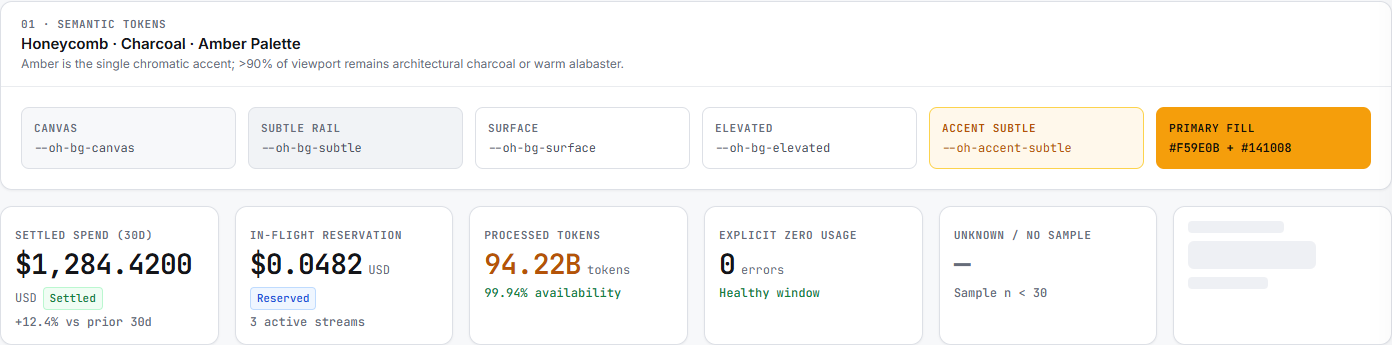 01 · SEMANTIC TOKENS
Honeycomb · Charcoal · Amber Palette
Amber is the single chromatic accent; >90% of viewport remains architectural charcoal or warm alabaster.
CANVAS
--oh-bg-canvas
SUBTLE RAIL
--oh-bg-subtle
SURFACE
--oh-bg-surface
ELEVATED
--oh-bg-elevated
ACCENT SUBTLE
--oh-accent-subtle
PRIMARY FILL
#F59E0B + #141008
SETTLED SPEND (30D)
$1,284.4200
USD Settled
+12.4% vs prior 30d
IN-FLIGHT RESERVATION
$0.0482 USD
Reserved
3 active streams
PROCESSED TOKENS
94.22B tokens
99.94% availability
EXPLICIT ZERO USAGE
0 errors
Healthy window
UNKNOWN / NO SAMPLE
—
Sample n < 30